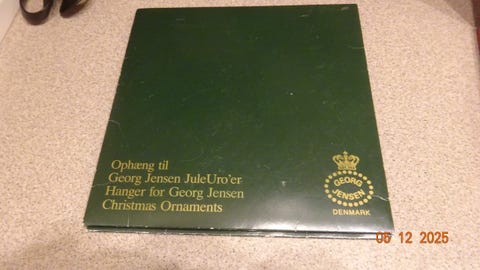 Ophæng til
Georg Jensen JuleUro'er
Hanger for Georg Jensen
Christmas Ornaments
GEORG
JENSEN
DENMARK
06 12 2025